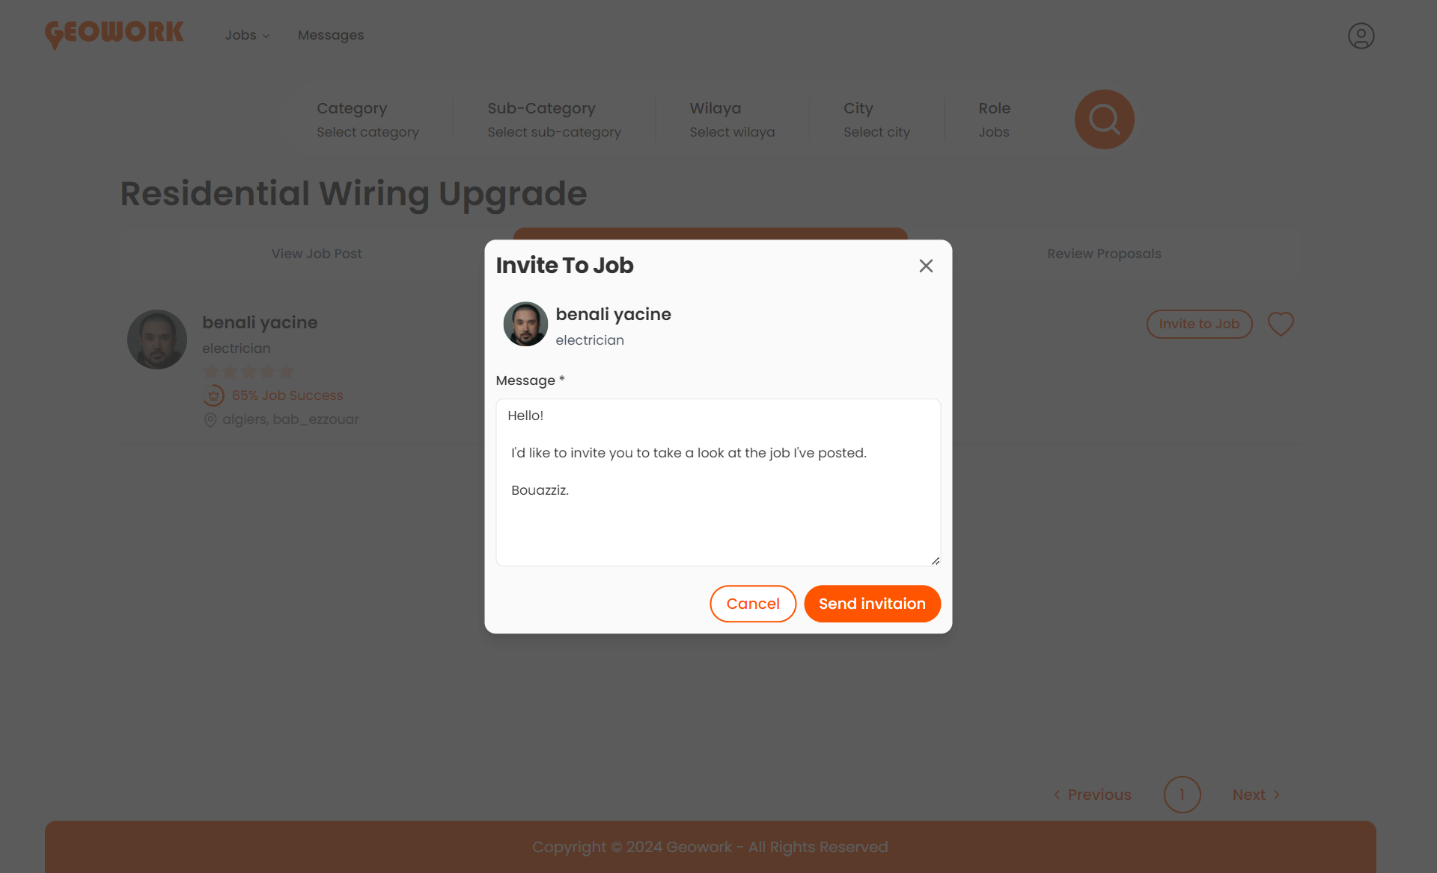 GEOWORK
Jobs
Messages
Category
Select category
Sub-Category
Select sub-category
Wilaya
Select wilaya
City
Select city
Role
Jobs
Residential Wiring Upgrade
View Job Post
Review Proposals
benali yacine
electrician
65% Job Success
algiers, bab_ezzouar
Invite to Job
Invite To Job
benali yacine
electrician
Message *
Hello!
I'd like to invite you to take a look at the job I've posted.
Bouazziz.
Cancel
Send invitaion
Previous
1
Next
Copyright © 2024 Geowork - All Rights Reserved